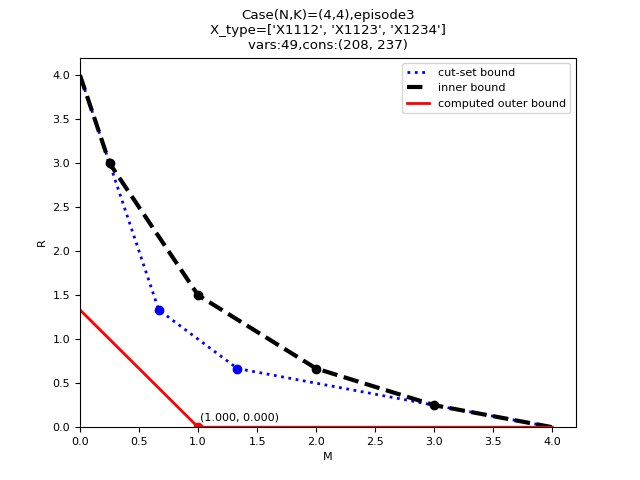 Case(N,K)=(4,4),episode3
X_type=['X1112', 'X1123', 'X1234']
vars:49,cons:(208, 237)
cut-set bound
inner bound
computed outer bound
R
4.0
3.5
3.0
2.5
2.0
1.5
1.0
0.5
0.0
(1.000, 0.000)
0.0 0.5 1.0 1.5 2.0 2.5 3.0 3.5 4.0
M